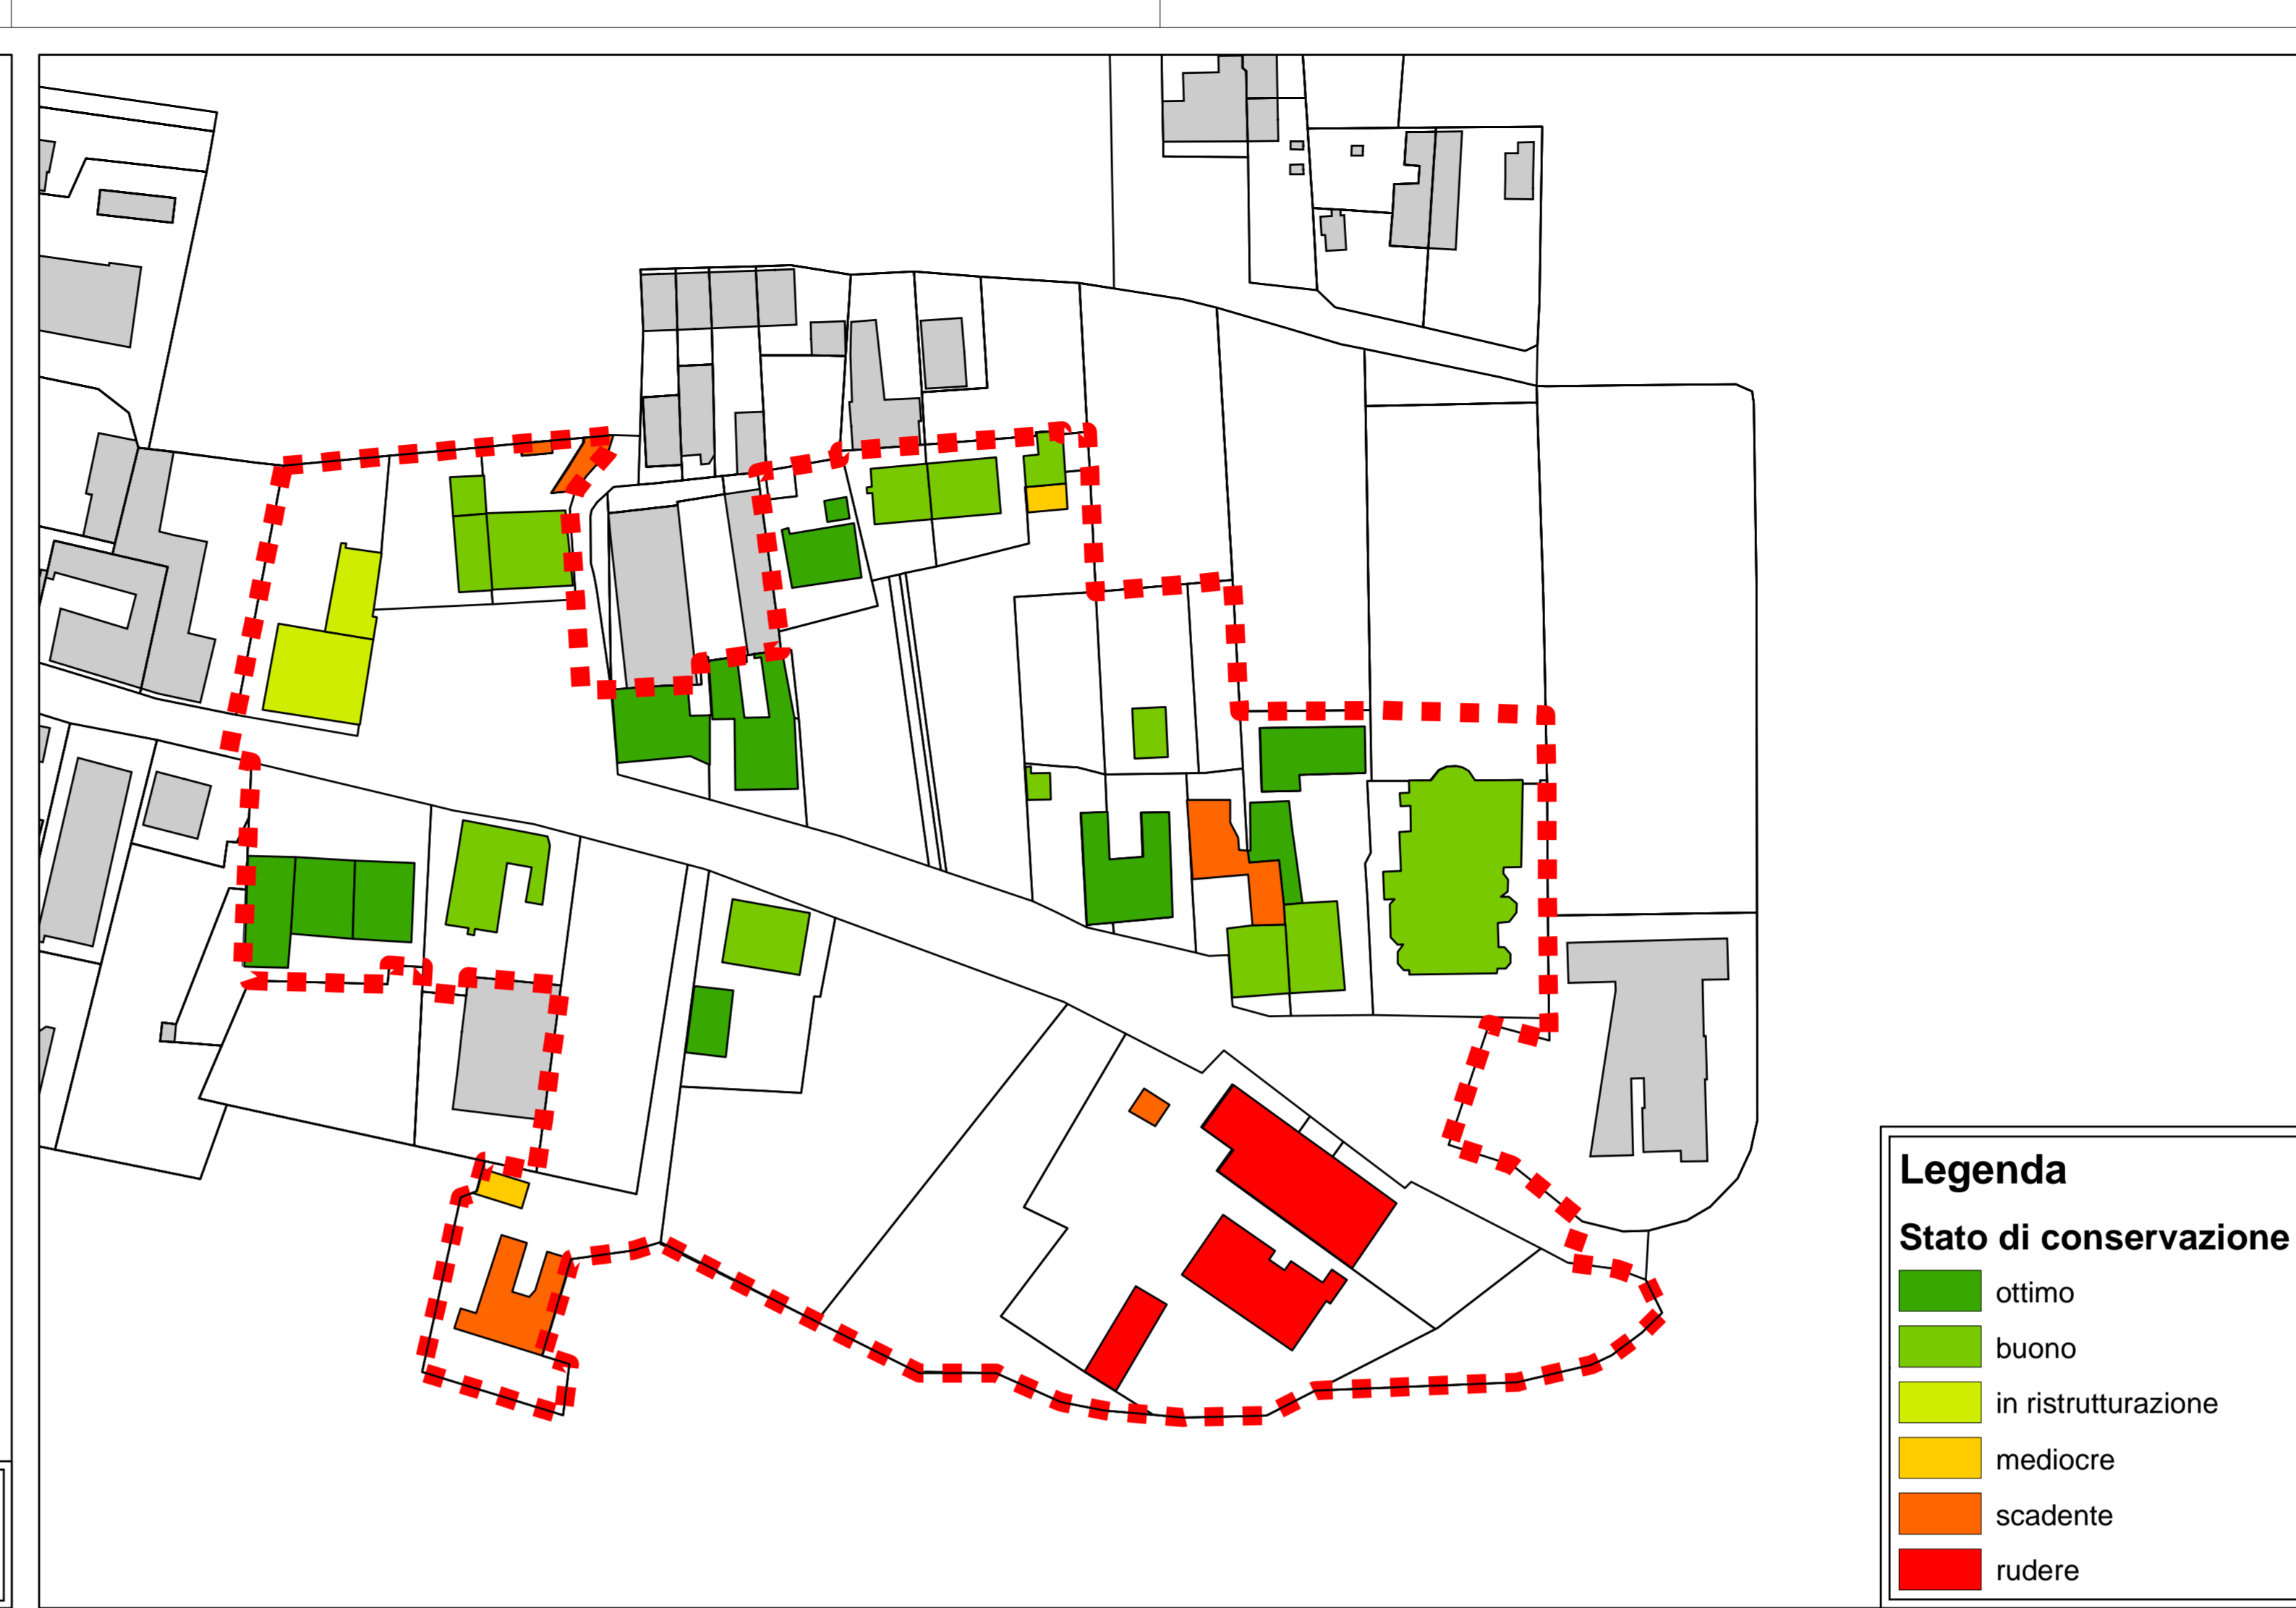 Legenda
Stato di conservazione
ottimo
buono
in ristrutturazione
mediocre
scadente
rudere